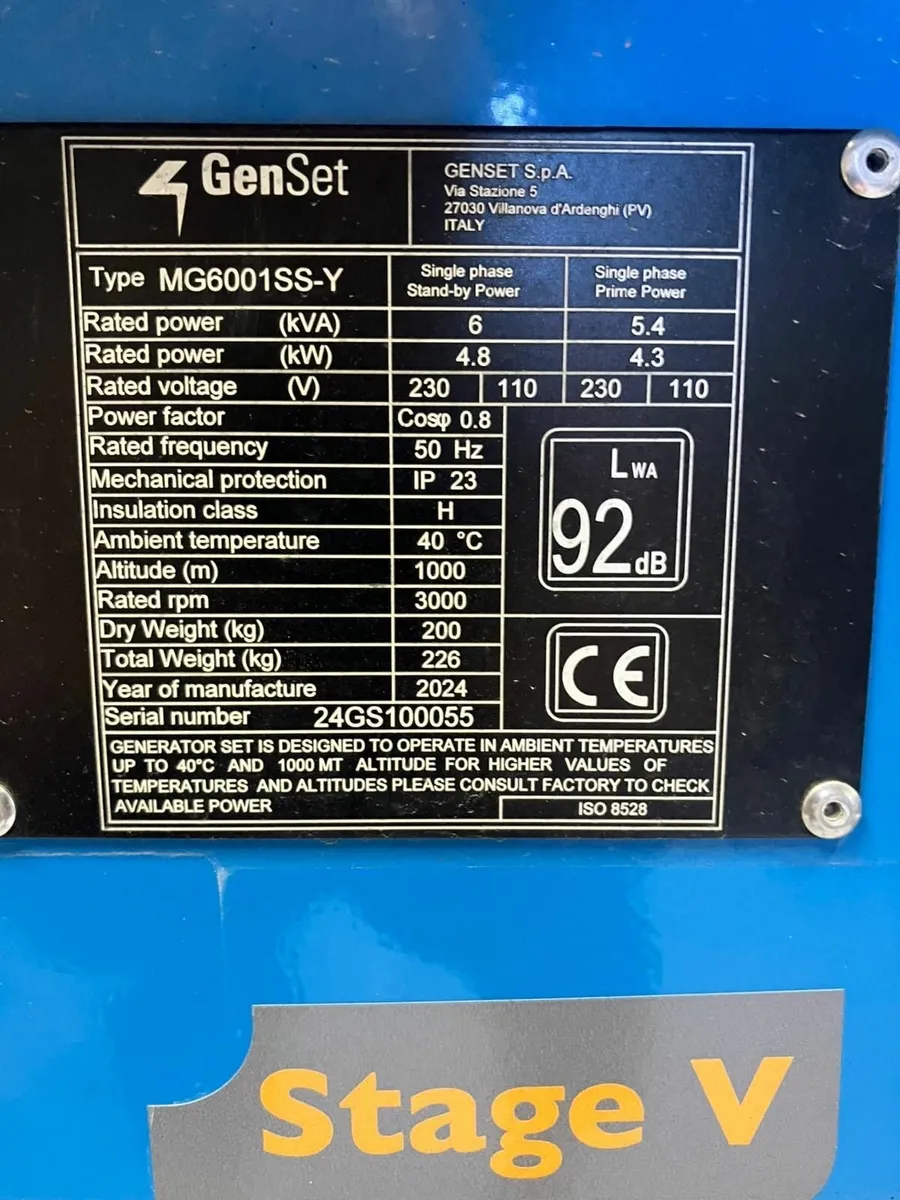 GenSet
GENSET S.p.A.
Via Stazione 5
27030 Villanova d'Ardenghi (PV)
ITALY
Type MG6001SS-Y
Single phase
Stand-by Power
Single phase
Prime Power
Rated power (kVA) 6 5.4
Rated power (kW) 4.8 4.3
Rated voltage (V) 230 110 230 110
Power factor Cosφ 0.8
Rated frequency 50 Hz
Mechanical protection IP 23
Insulation class H
Ambient temperature 40 °C
Altitude (m) 1000
Rated rpm 3000
Dry Weight (kg) 200
Total Weight (kg) 226
Year of manufacture 2024
Serial number 24GS100055
LWA
92dB
CE
GENERATOR SET IS DESIGNED TO OPERATE IN AMBIENT TEMPERATURES
UP TO 40°C AND 1000 MT ALTITUDE FOR HIGHER VALUES OF
TEMPERATURES AND ALTITUDES PLEASE CONSULT FACTORY TO CHECK
AVAILABLE POWER
ISO 8528
Stage V